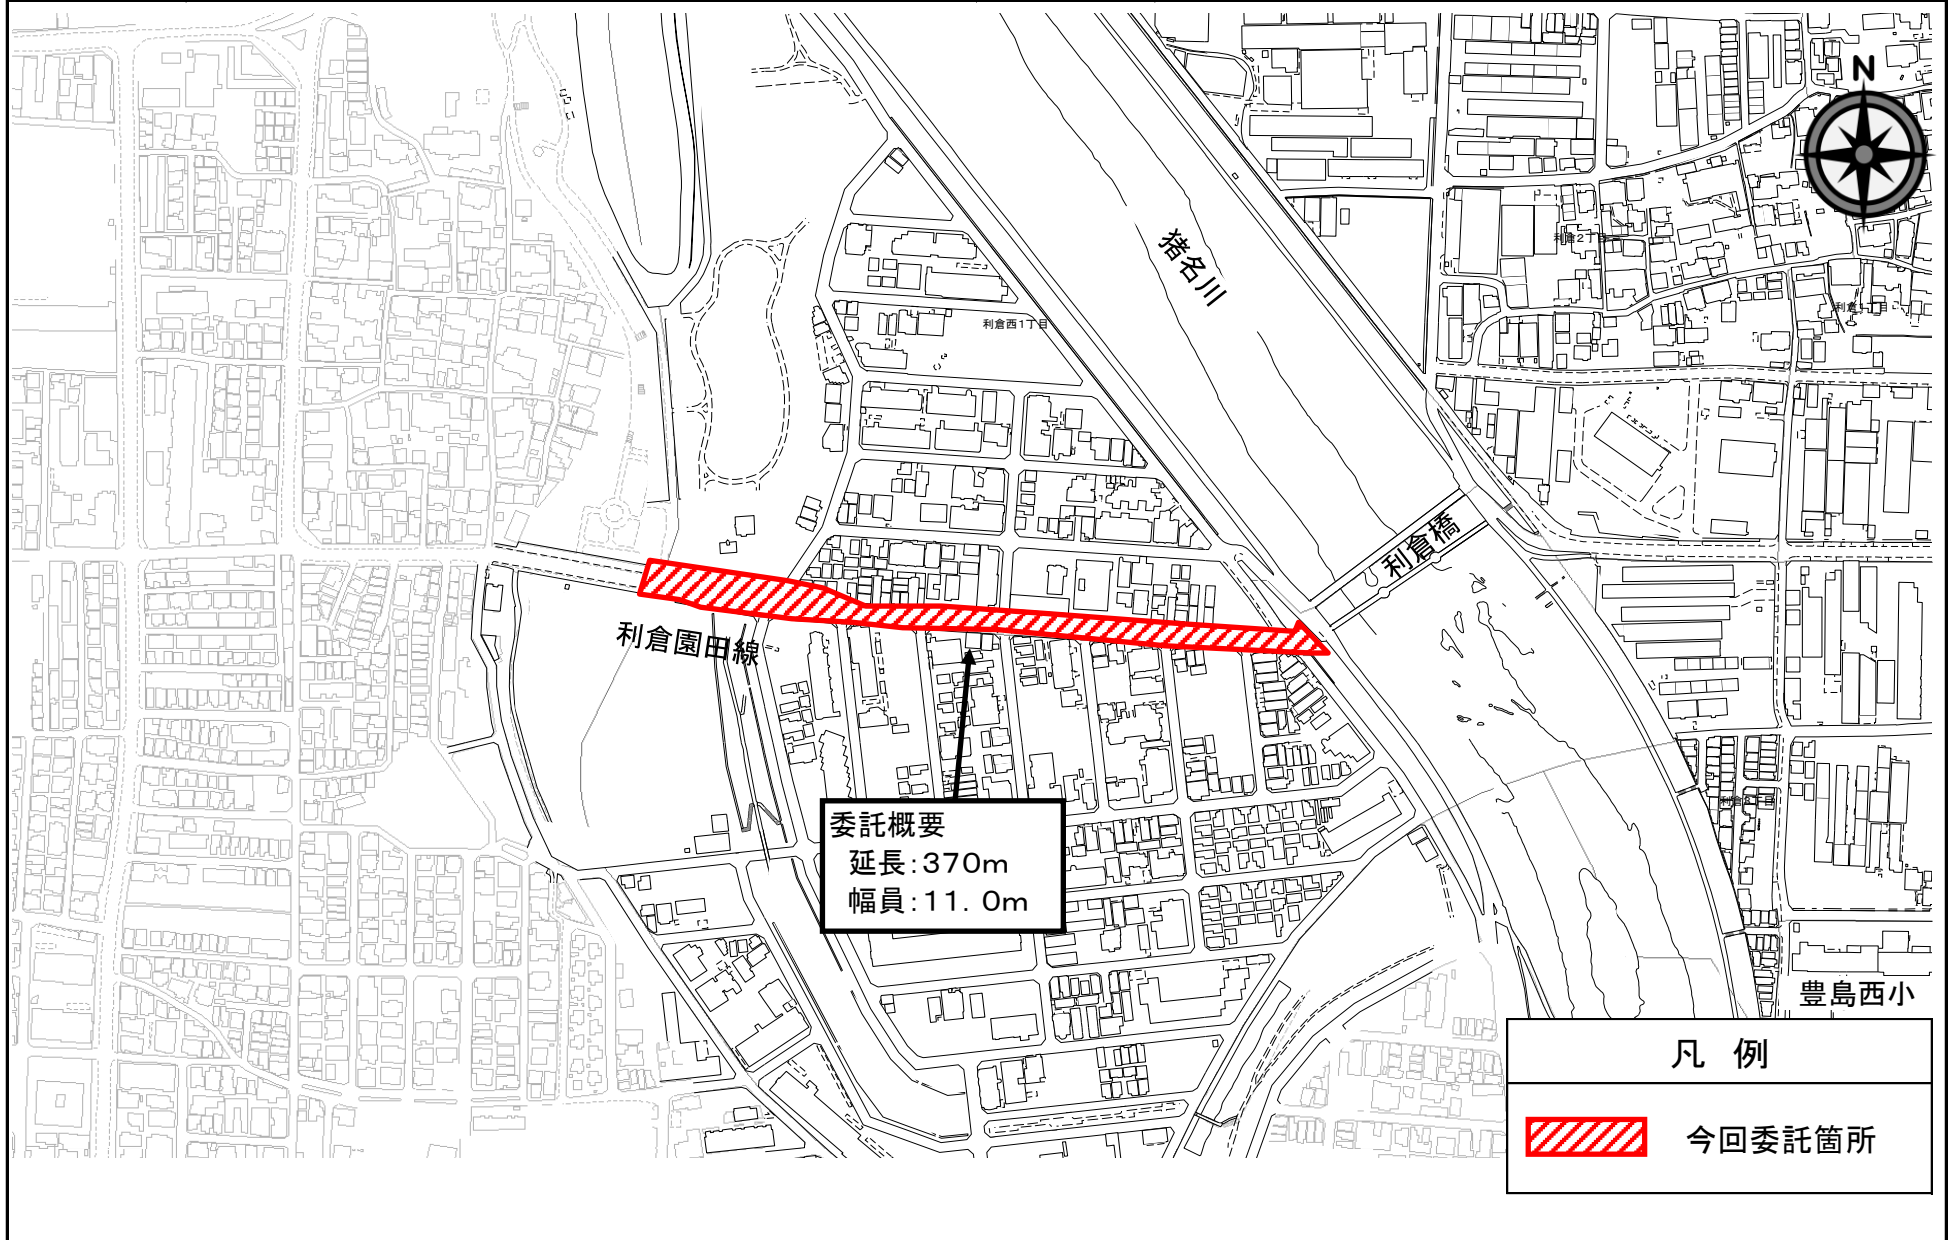 N
猪名川
利倉2丁目
利倉1丁目
利倉西1丁目
利倉橋
利倉園田線
委託概要
延長：370m
幅員：11．0m
利倉3丁目
豊島西小
凡 例
今回委託箇所